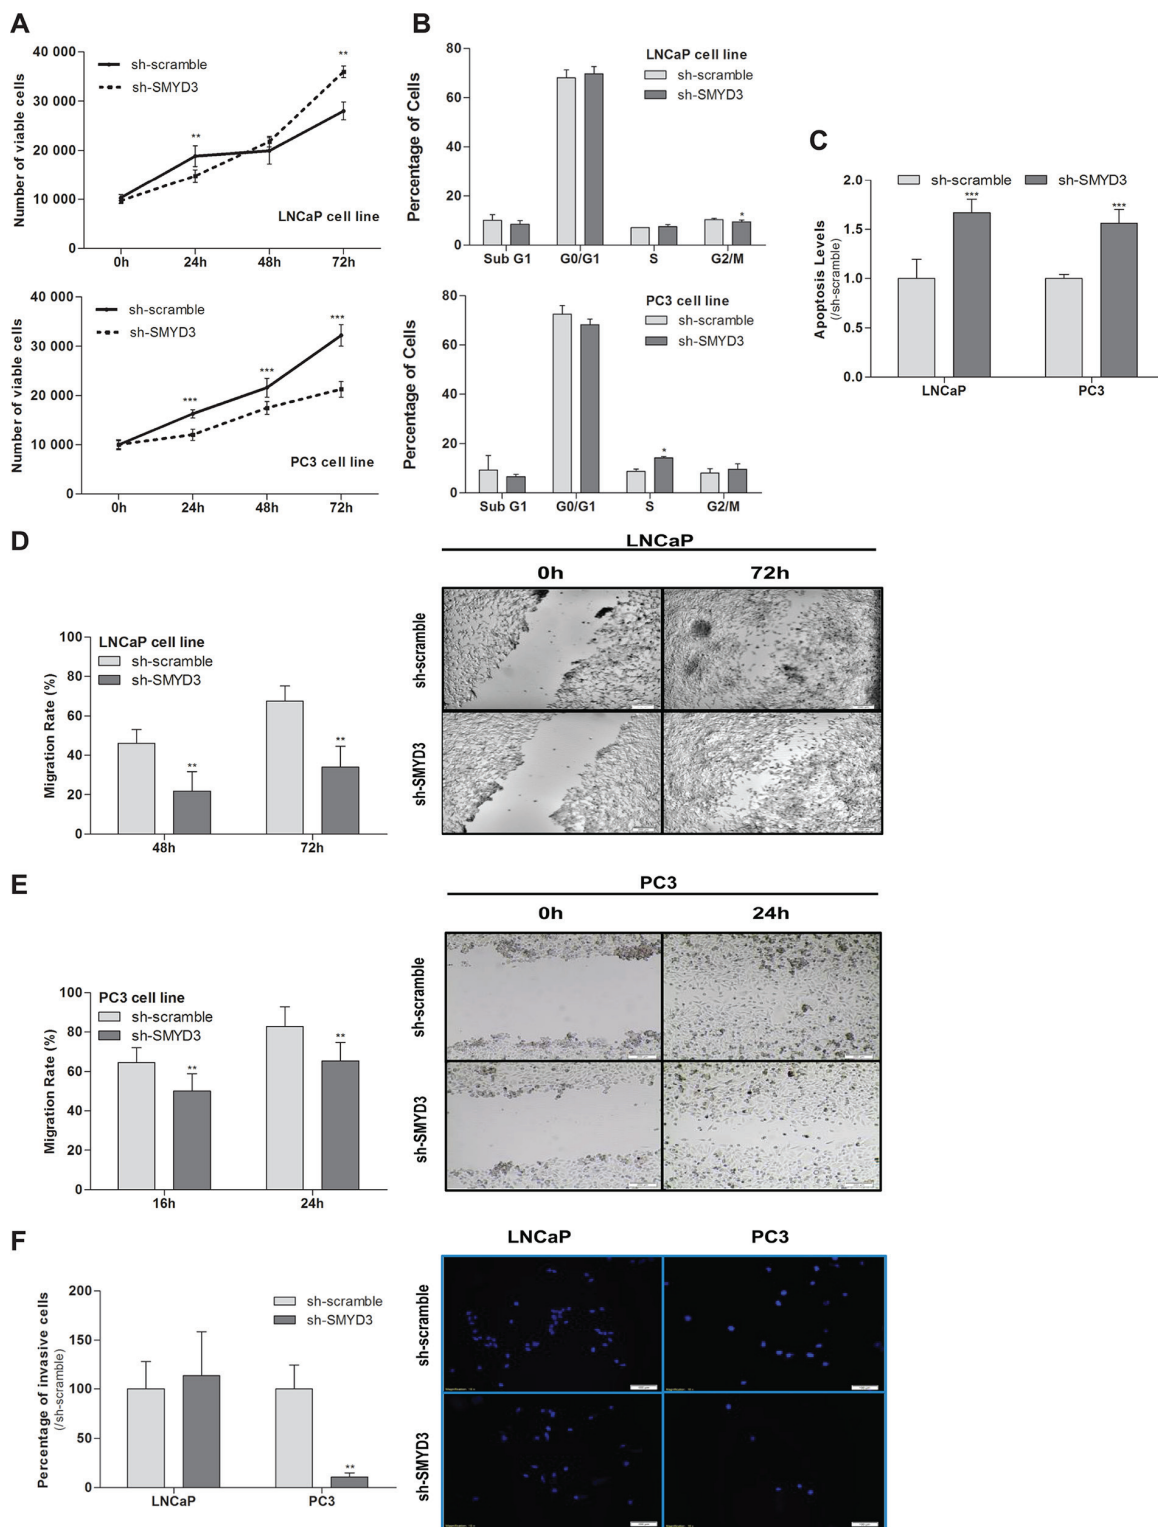 A
Number of viable cells
40 000
30 000
20 000
10 000
0
sh-scramble
sh-SMYD3
**
**
LNCaP cell line
0h
24h
48h
72h
Number of viable cells
40 000
30 000
20 000
10 000
0
sh-scramble
sh-SMYD3
***
***
***
PC3 cell line
0h
24h
48h
72h
B
Percentage of Cells
80
60
40
20
0
LNCaP cell line
sh-scramble
sh-SMYD3
*
Sub G1
G0/G1
S
G2/M
Percentage of Cells
80
60
40
20
0
PC3 cell line
sh-scramble
sh-SMYD3
*
Sub G1
G0/G1
S
G2/M
C
Apoptosis Levels
(/sh-scramble)
2.0
1.5
1.0
0.5
0.0
sh-scramble
sh-SMYD3
***
***
LNCaP
PC3
D
Migration Rate (%)
100
80
60
40
20
0
LNCaP cell line
sh-scramble
sh-SMYD3
**
**
48h
72h
LNCaP
0h
72h
sh-scramble
sh-SMYD3
E
Migration Rate (%)
100
80
60
40
20
0
PC3 cell line
sh-scramble
sh-SMYD3
**
**
16h
24h
PC3
0h
24h
sh-scramble
sh-SMYD3
F
Percentage of invasive cells
(/sh-scramble)
200
150
100
50
0
sh-scramble
sh-SMYD3
**
LNCaP
PC3
LNCaP
PC3
sh-scramble
sh-SMYD3